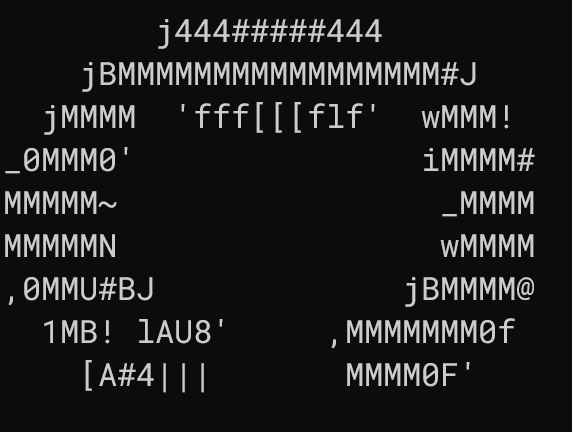 j444#####444
    jBMMMMMMMMMMMMMMMMM#J
  jMMMM  'fff[[[flf'  wMMM!
_0MMM0'               iMMMM#
MMMMM~                 _MMMM
MMMMMN                 wMMMM
,0MMU#BJ             jBMMMM@
  1MB! lAU8'     ,MMMMMMM0f
    [A#4|||       MMMM0F'